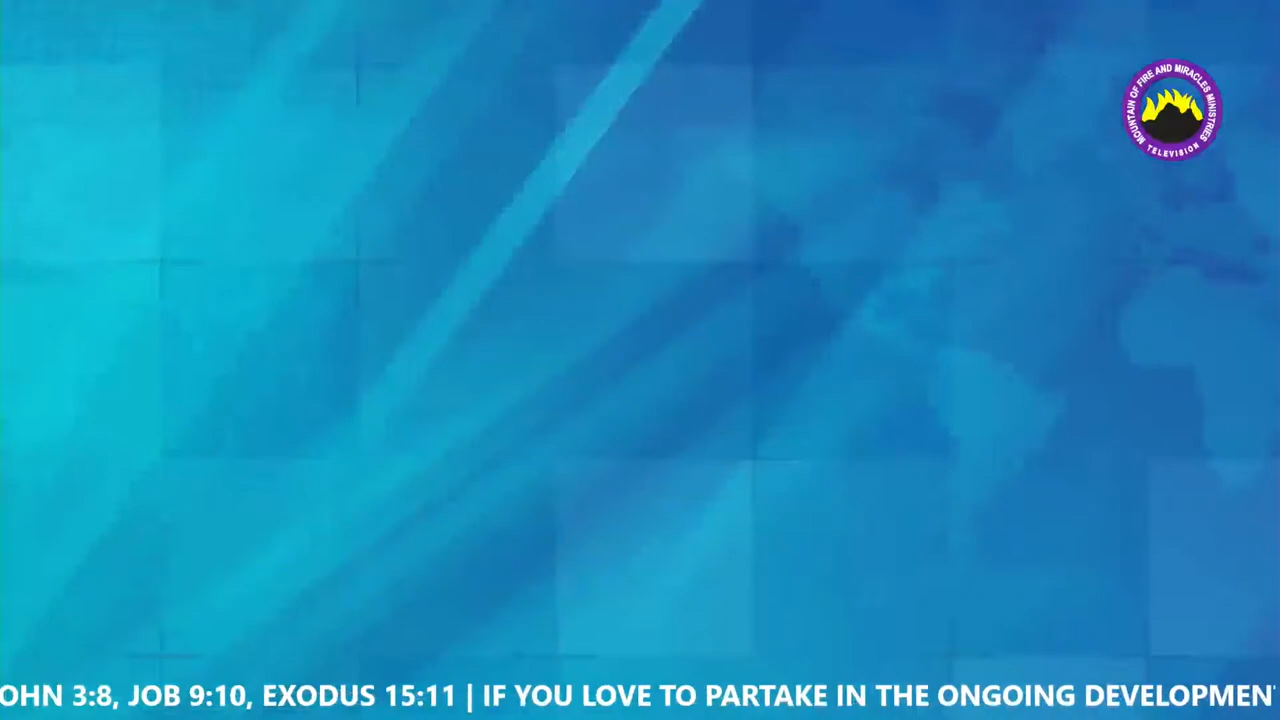 MOUNTAIN OF FIRE AND MIRACLES MINISTRIES
TELEVISION
OHN 3:8, JOB 9:10, EXODUS 15:11 | IF YOU LOVE TO PARTAKE IN THE ONGOING DEVELOPMEN